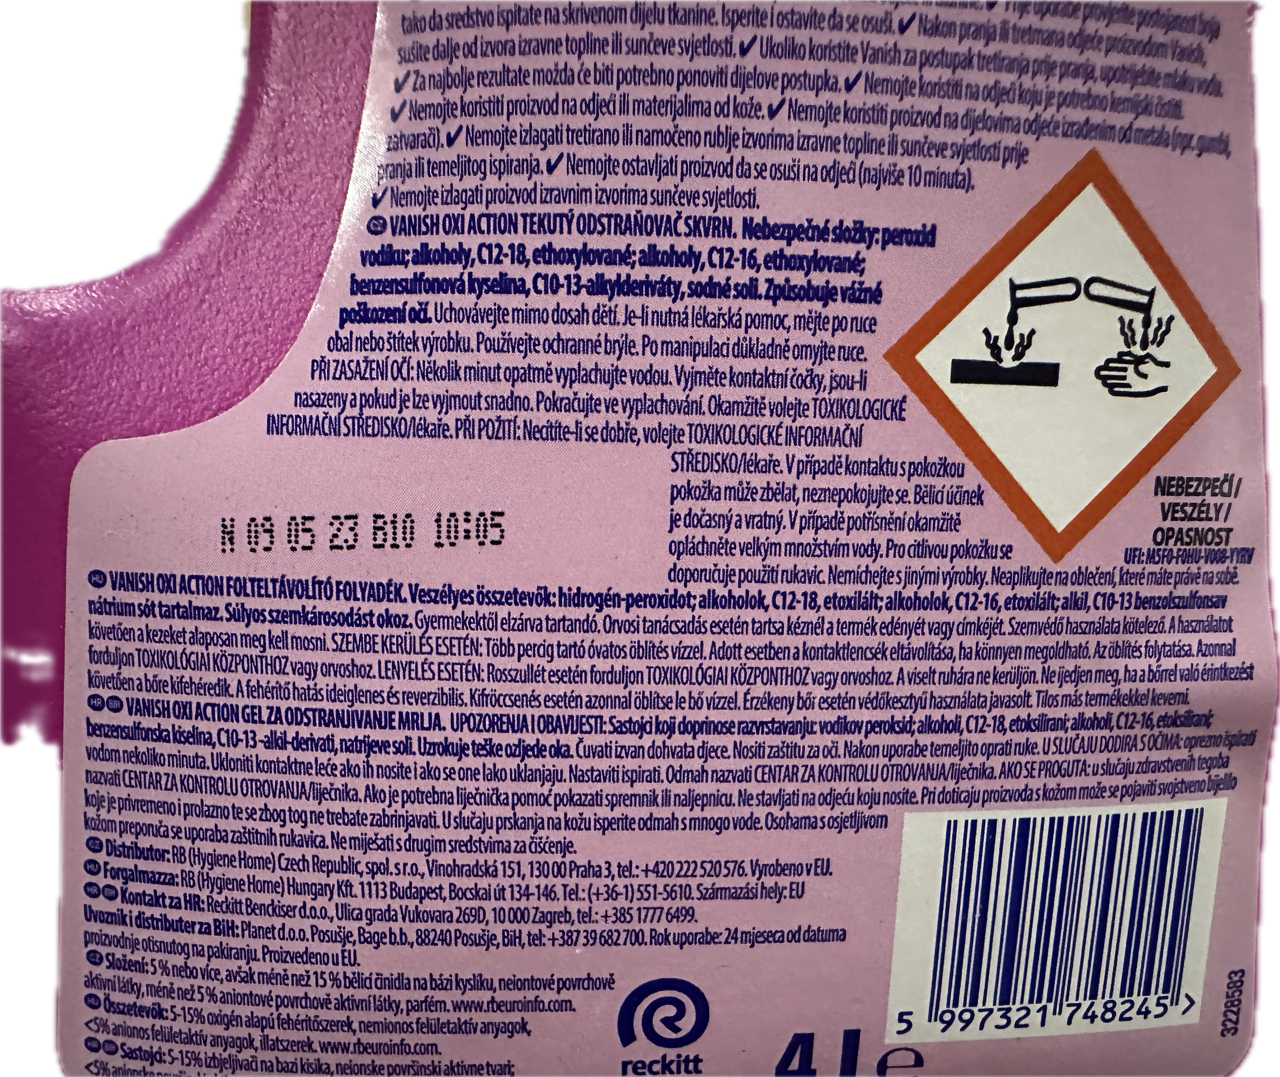 tako da sredstvo ispitate na skrivenom dijelu tkanine. Isperite i ostavite da se osuši. ✔ Nakon pranja ili tretmana odjeće proizvodom Vanish,
sušite dalje od izvora izravne topline ili sunčeve svjetlosti. ✔ Ukoliko koristite Vanish za postupak tretiranja prije pranja, upotrijebite mlaku vodu.
✔ Za najbolje rezultate možda će biti potrebno ponoviti dijelove postupka. ✔ Nemojte koristiti na odjeći koju je potrebno kemijski čistiti.
✔ Nemojte koristiti proizvod na odjeći ili materijalima od kože. ✔ Nemojte koristiti proizvod na dijelovima odjeće izrađenim od metala (npr. gumbi,
zatvarači). ✔ Nemojte izlagati tretirano ili namočeno rublje izvorima izravne topline ili sunčeve svjetlosti prije
pranja ili temeljitog ispiranja. ✔ Nemojte ostavljati proizvod da se osuši na odjeći (najviše 10 minuta).
✔ Nemojte izlagati proizvod izravnim izvorima sunčeve svjetlosti.
CZ VANISH OXI ACTION TEKUTÝ ODSTRAŇOVAČ SKVRN. Nebezpečné složky: peroxid
vodíku; alkoholy, C12-18, ethoxylované; alkoholy, C12-16, ethoxylované;
benzensulfonová kyselina, C10-13-alkylderiváty, sodné soli. Způsobuje vážné
poškození očí. Uchovávejte mimo dosah dětí. Je-li nutná lékařská pomoc, mějte po ruce
obal nebo štítek výrobku. Používejte ochranné brýle. Po manipulaci důkladně omyjte ruce.
PŘI ZASAŽENÍ OČÍ: Několik minut opatrně vyplachujte vodou. Vyjměte kontaktní čočky, jsou-li
nasazeny a pokud je lze vyjmout snadno. Pokračujte ve vyplachování. Okamžitě volejte TOXIKOLOGICKÉ
INFORMAČNÍ STŘEDISKO/lékaře. PŘI POŽITÍ: Necítíte-li se dobře, volejte TOXIKOLOGICKÉ INFORMAČNÍ
STŘEDISKO/lékaře. V případě kontaktu s pokožkou
pokožka může zbělat, neznepokojujte se. Bělicí účinek
je dočasný a vratný. V případě potřísnění okamžitě
opláchněte velkým množstvím vody. Pro citlivou pokožku se
doporučuje použití rukavic. Nemíchejte s jinými výrobky. Neaplikujte na oblečení, které máte právě na sobě.
NEBEZPEČÍ/
VESZÉLY/
OPASNOST
UFI: M5F0-F0HU-V008-YYRV
N 09 05 23 B10 10:05
HU VANISH OXI ACTION FOLTELTÁVOLÍTÓ FOLYADÉK. Veszélyes összetevők: hidrogén-peroxidot; alkoholok, C12-18, etoxilált; alkoholok, C12-16, etoxilált; alkil, C10-13 benzolszulfonsav
nátrium sót tartalmaz. Súlyos szemkárosodást okoz. Gyermekektől elzárva tartandó. Orvosi tanácsadás esetén tartsa kéznél a termék edényét vagy címkéjét. Szemvédő használata kötelező. A használatot
követően a kezeket alaposan meg kell mosni. SZEMBE KERÜLÉS ESETÉN: Több percig tartó óvatos öblítés vízzel. Adott esetben a kontaktlencsék eltávolítása, ha könnyen megoldható. Az öblítés folytatása. Azonnal
forduljon TOXIKOLÓGIAI KÖZPONTHOZ vagy orvoshoz. LENYELÉS ESETÉN: Rosszullét esetén forduljon TOXIKOLÓGIAI KÖZPONTHOZ vagy orvoshoz. A viselt ruhára ne kerüljön. Ne ijedjen meg, ha a bőrrel való érintkezést
követően a bőre kifehéredik. A fehérítő hatás ideiglenes és reverzibilis. Kifröccsenés esetén azonnal öblítse le bő vízzel. Érzékeny bőr esetén védőkesztyű használata javasolt. Tilos más termékekkel keverni.
HR BIH VANISH OXI ACTION GEL ZA ODSTRANJIVANJE MRLJA. UPOZORENJA I OBAVIJESTI: Sastojci koji doprinose razvrstavanju: vodikov peroksid; alkoholi, C12-18, etoksilirani; alkoholi, C12-16, etoksilirani;
benzensulfonska kiselina, C10-13-alkil-derivati, natrijeve soli. Uzrokuje teške ozljede oka. Čuvati izvan dohvata djece. Nositi zaštitu za oči. Nakon uporabe temeljito oprati ruke. U SLUČAJU DODIRA S OČIMA: oprezno ispirati
vodom nekoliko minuta. Ukloniti kontaktne leće ako ih nosite i ako se one lako uklanjaju. Nastaviti ispirati. Odmah nazvati CENTAR ZA KONTROLU OTROVANJA/liječnika. AKO SE PROGUTA: u slučaju zdravstvenih tegoba
nazvati CENTAR ZA KONTROLU OTROVANJA/liječnika. Ako je potrebna liječnička pomoć pokazati spremnik ili naljepnicu. Ne stavljati na odjeću koju nosite. Pri doticaju proizvoda s kožom može se pojaviti svojstveno bijelilo
koje je privremeno i prolazno te se zbog tog ne trebate zabrinjavati. U slučaju prskanja na kožu isperite odmah s mnogo vode. Osobama s osjetljivom
kožom preporuča se uporaba zaštitnih rukavica. Ne miješati s drugim sredstvima za čišćenje.
CZ Distributor: RB (Hygiene Home) Czech Republic, spol. s r.o., Vinohradská 151, 130 00 Praha 3, tel.: +420 222 520 576. Vyrobeno v EU.
HU Forgalmazza: RB (Hygiene Home) Hungary Kft. 1113 Budapest, Bocskai út 134-146. Tel.: (+36-1) 551-5610. Származási hely: EU
HR BIH Kontakt za HR: Reckitt Benckiser d.o.o., Ulica grada Vukovara 269D, 10 000 Zagreb, tel.: +385 1 777 6499.
Uvoznik i distributer za BiH: Planet d.o.o. Posušje, Bage b.b., 88240 Posušje, BiH, tel: +387 39 682 700. Rok uporabe: 24 mjeseca od datuma
proizvodnje otisnutog na pakiranju. Proizvedeno u EU.
CZ Složení: 5 % nebo více, avšak méně než 15 % bělicí činidla na bázi kyslíku, neiontové povrchově
aktivní látky, méně než 5 % aniontové povrchově aktivní látky, parfém. www.rbeuroinfo.com.
HU Összetevők: 5-15% oxigén alapú fehérítőszerek, nemionos felületaktív anyagok,
<5% anionos felületaktív anyagok, illatszerek. www.rbeuroinfo.com.
HR BIH Sastojci: 5-15% izbjeljivači na bazi kisika, neionske površinski aktivne tvari;
reckitt
4 l e
5 997321 748245 >
3228583